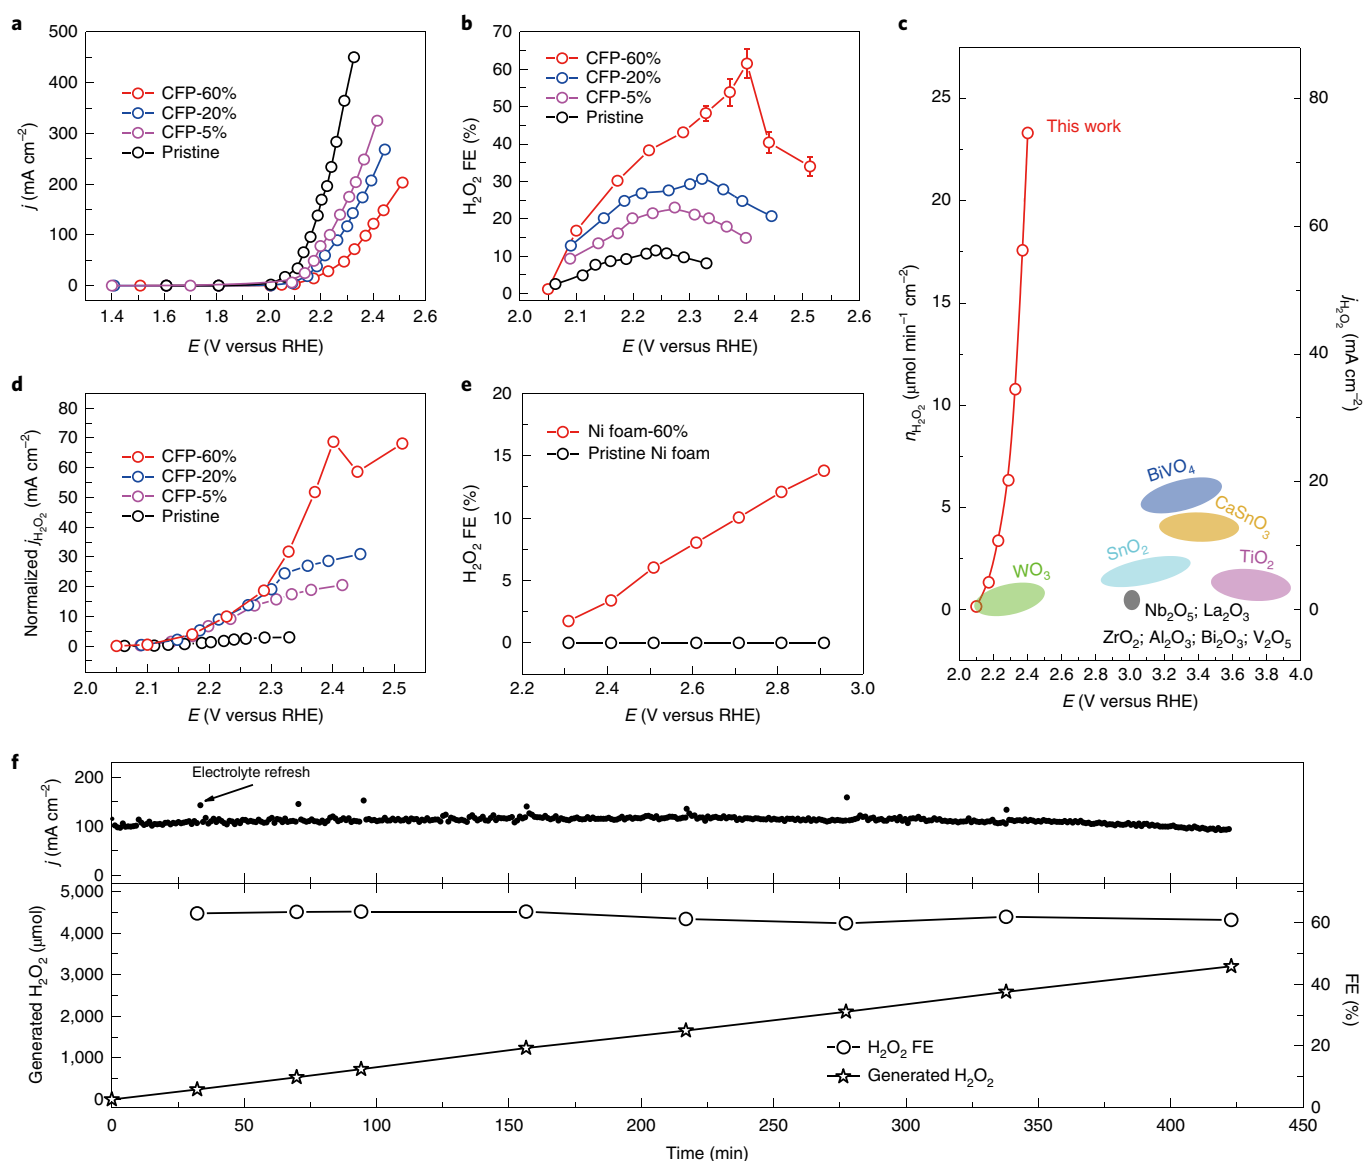 a
500
400
300
200
100
0
j (mA cm⁻²)
CFP-60%
CFP-20%
CFP-5%
Pristine
1.4 1.6 1.8 2.0 2.2 2.4 2.6
E (V versus RHE)
b
70
60
50
40
30
20
10
0
H₂O₂ FE (%)
CFP-60%
CFP-20%
CFP-5%
Pristine
2.0 2.1 2.2 2.3 2.4 2.5 2.6
E (V versus RHE)
c
25
15
10
5
0
nH₂O₂ (μmol min⁻¹ cm⁻²)
This work
BiVO₄
CaSnO₃
SnO₂
TiO₂
WO₃
Nb₂O₅; La₂O₃
ZrO₂; Al₂O₃; Bi₂O₃; V₂O₅
80
60
40
20
0
jH₂O₂ (mA cm⁻²)
2.0 2.2 2.4 2.6 2.8 3.0 3.2 3.4 3.6 3.8 4.0
E (V versus RHE)
d
80
70
60
50
40
30
20
10
0
Normalized jH₂O₂ (mA cm⁻²)
CFP-60%
CFP-20%
CFP-5%
Pristine
2.0 2.1 2.2 2.3 2.4 2.5
E (V versus RHE)
e
20
15
10
5
0
H₂O₂ FE (%)
Ni foam-60%
Pristine Ni foam
2.2 2.4 2.6 2.8 3.0
E (V versus RHE)
f
200
100
0
j (mA cm⁻²)
Electrolyte refresh
5,000
4,000
3,000
2,000
1,000
0
Generated H₂O₂ (μmol)
H₂O₂ FE
Generated H₂O₂
60
40
20
0
FE (%)
0 50 100 150 200 250 300 350 400 450
Time (min)